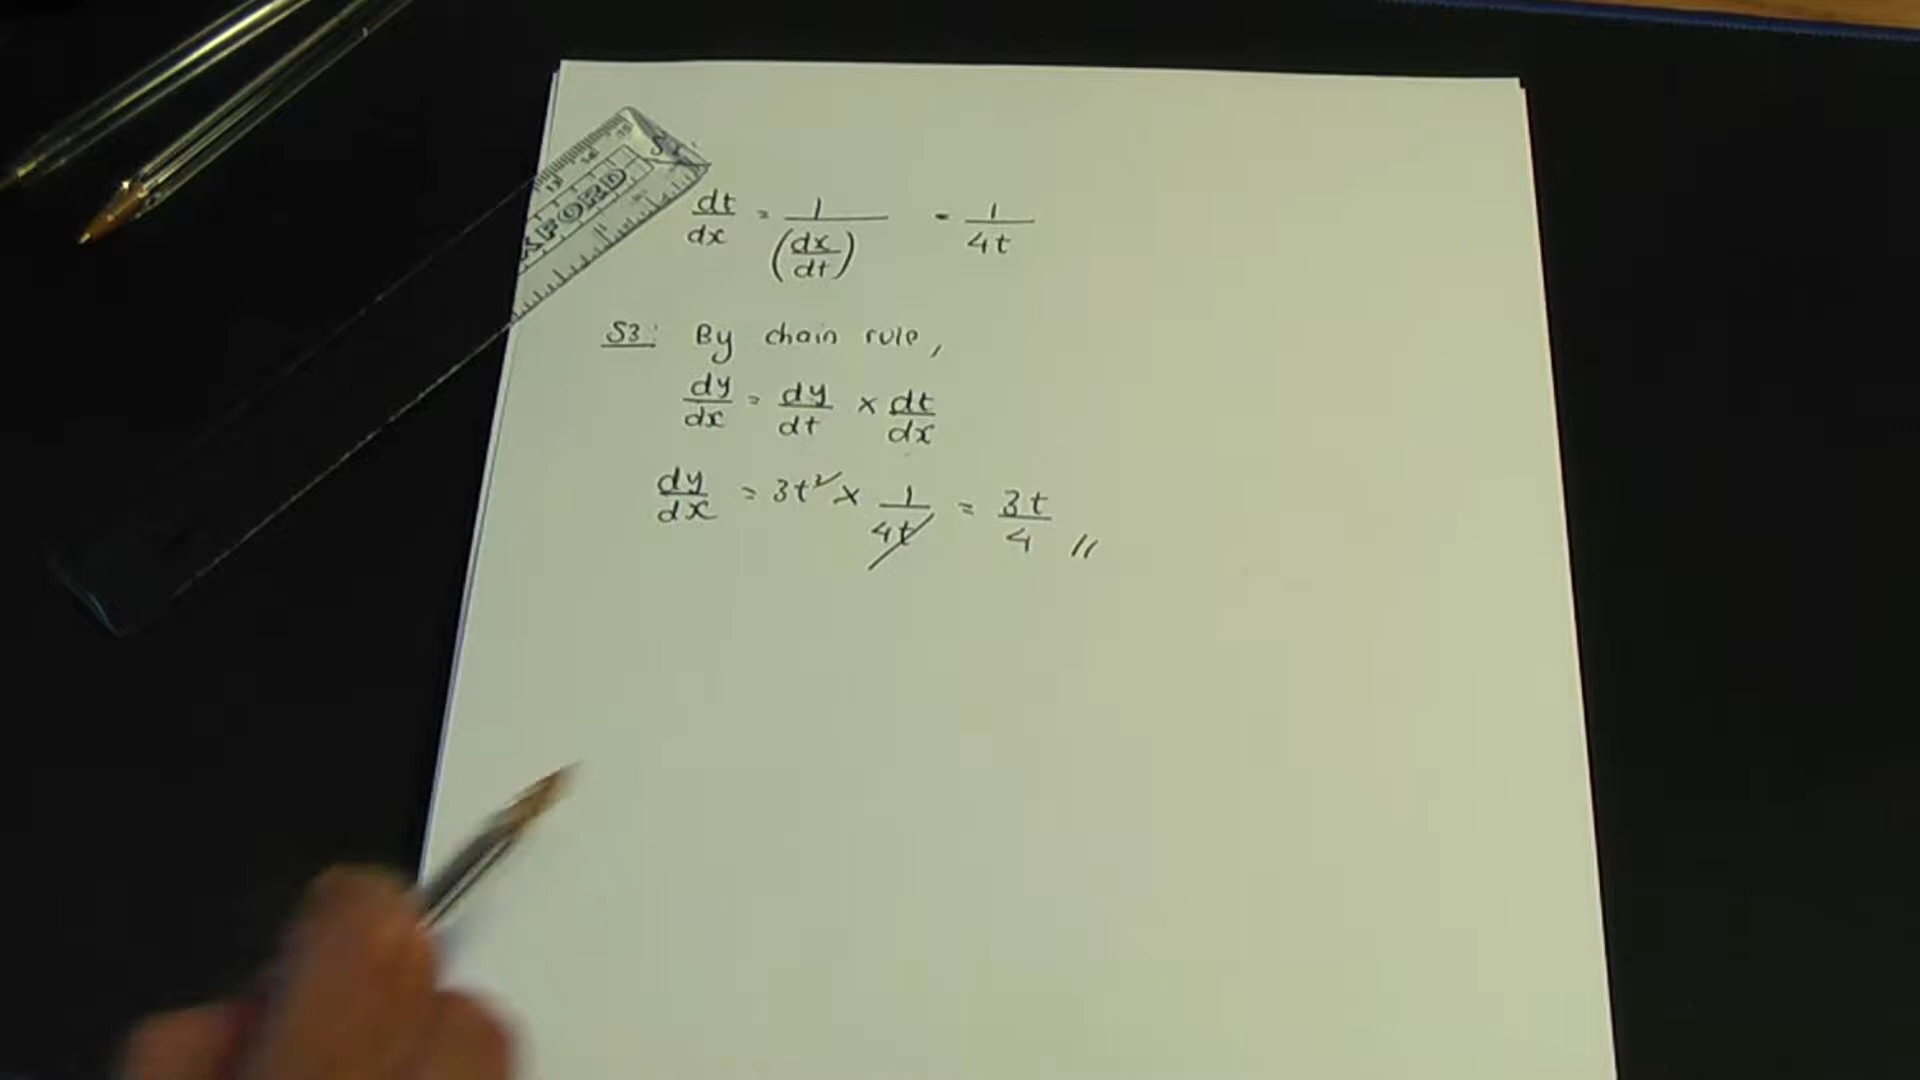 dt/dx = 1/(dx/dt) = 1/4t
S3: By chain rule,
dy/dx = dy/dt × dt/dx
dy/dx = 3t² × 1/4t = 3t/4 //